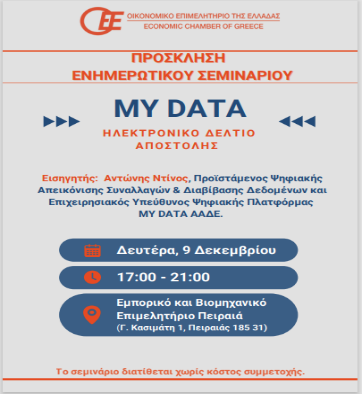 ΟΕΕ
ΟΙΚΟΝΟΜΙΚΟ ΕΠΙΜΕΛΗΤΗΡΙΟ ΤΗΣ ΕΛΛΑΔΑΣ
ECONOMIC CHAMBER OF GREECE
ΠΡΟΣΚΛΗΣΗ
ΕΝΗΜΕΡΩΤΙΚΟΥ ΣΕΜΙΝΑΡΙΟΥ
MY DATA
ΗΛΕΚΤΡΟΝΙΚΟ ΔΕΛΤΙΟ
ΑΠΟΣΤΟΛΗΣ
Εισηγητής: Αντώνης Ντίνος, Προϊστάμενος Ψηφιακής
Απεικόνισης Συναλλαγών & Διαβίβασης Δεδομένων και
Επιχειρησιακός Υπεύθυνος Ψηφιακής Πλατφόρμας
MY DATA ΑΑΔΕ.
Δευτέρα, 9 Δεκεμβρίου
17:00 - 21:00
Εμπορικό και Βιομηχανικό
Επιμελητήριο Πειραιά
(Γ. Κασιμάτη 1, Πειραιάς 185 31)
Το σεμινάριο διατίθεται χωρίς κόστος συμμετοχής.